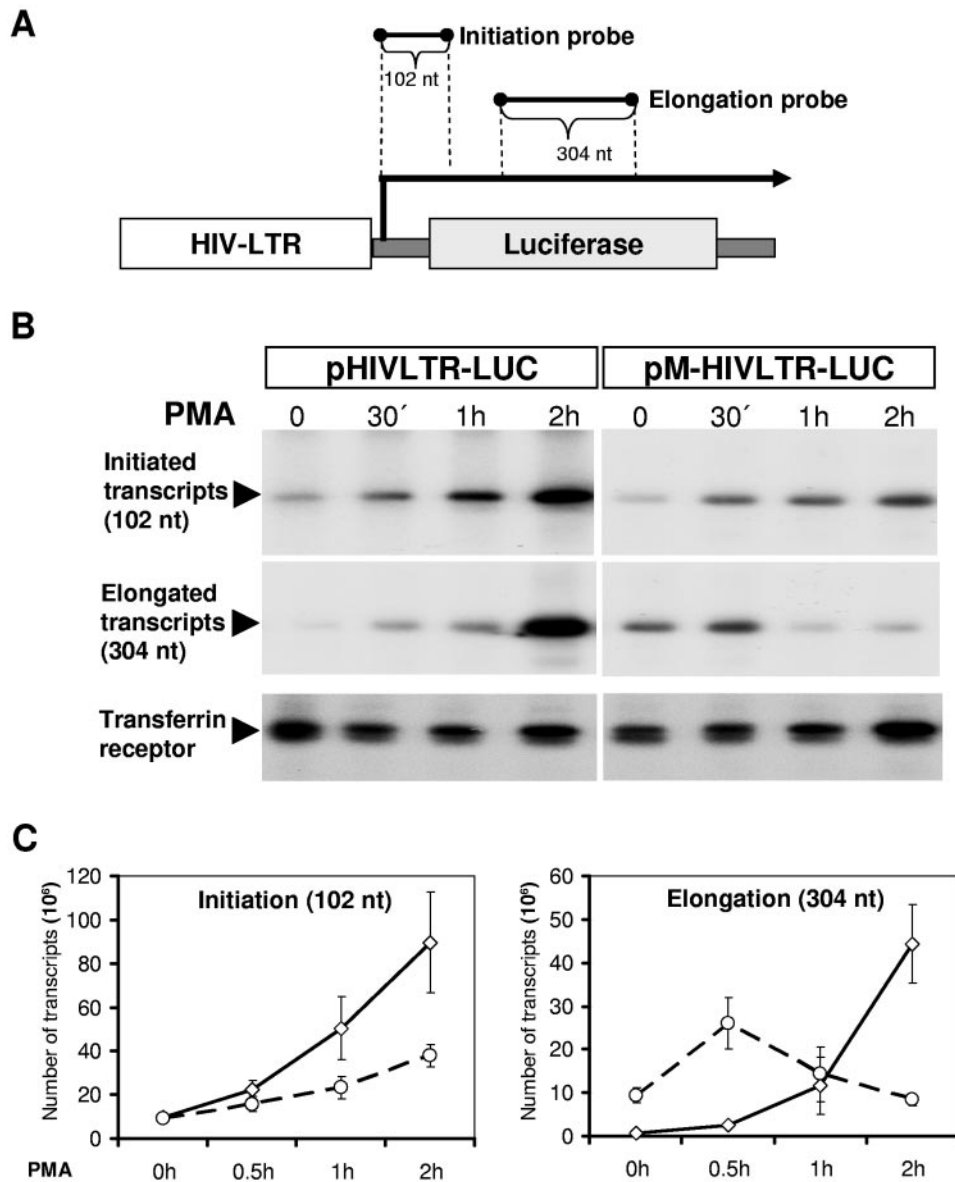 A
Initiation probe
102 nt
Elongation probe
304 nt
HIV-LTR
Luciferase
B
pHIVLTR-LUC
pM-HIVLTR-LUC
PMA 0 30´ 1h 2h 0 30´ 1h 2h
Initiated
transcripts
(102 nt)
Elongated
transcripts
(304 nt)
Transferrin
receptor
C
Number of transcripts (10⁶)
120
100
80
60
40
20
0
Initiation (102 nt)
PMA 0h 0.5h 1h 2h
Number of transcripts (10⁶)
60
50
40
30
20
10
0
Elongation (304 nt)
0h 0.5h 1h 2h